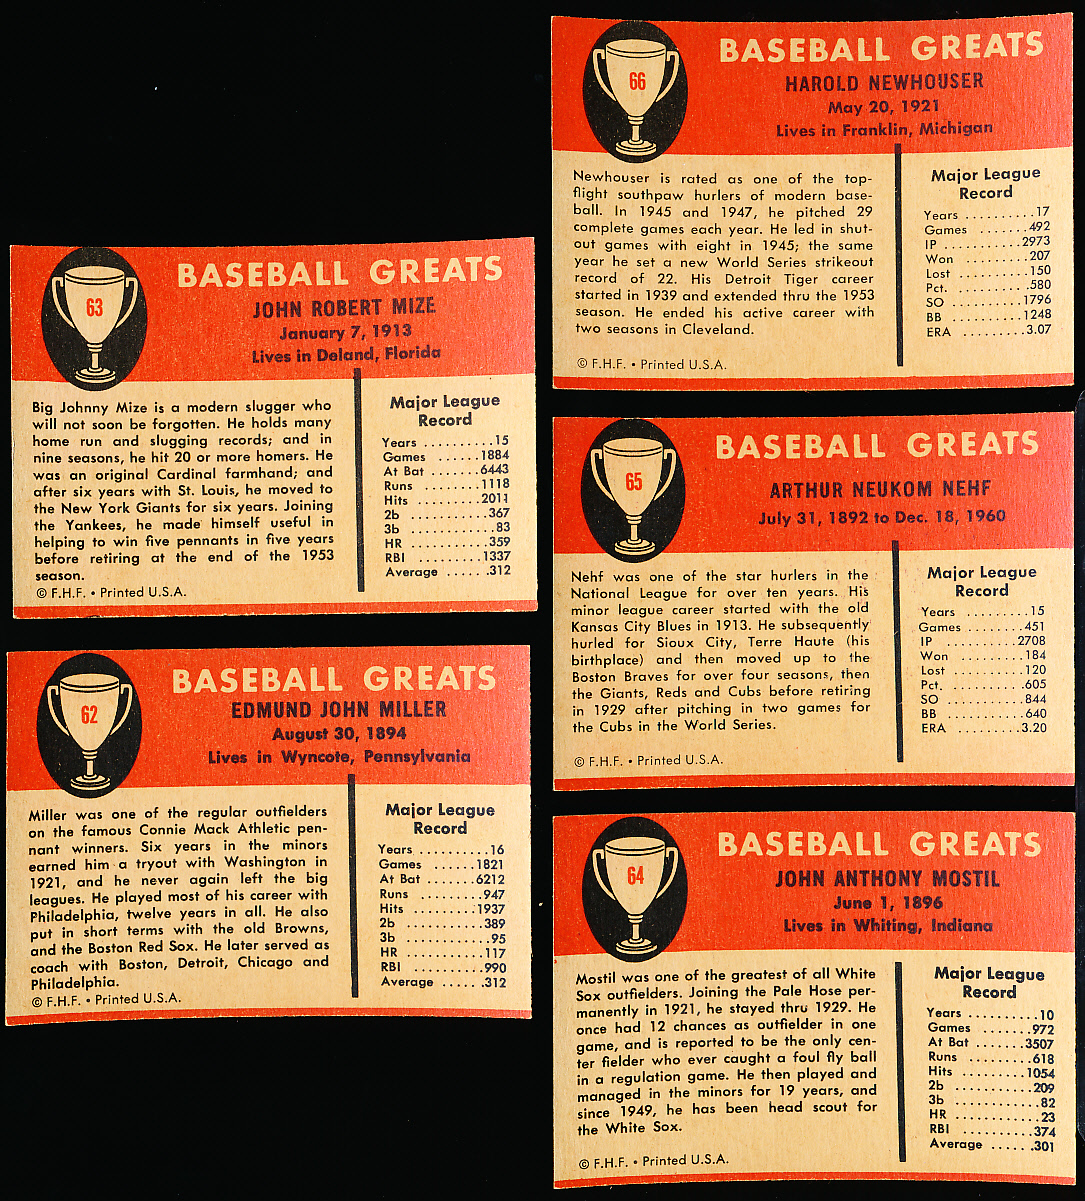 66
BASEBALL GREATS
HAROLD NEWHOUSER
May 20, 1921
Lives in Franklin, Michigan
Newhouser is rated as one of the top-
flight southpaw hurlers of modern base-
ball. In 1945 and 1947, he pitched 29
complete games each year. He led in shut-
out games with eight in 1945; the same
year he set a new World Series strikeout
record of 22. His Detroit Tiger career
started in 1939 and extended thru the 1953
season. He ended his active career with
two seasons in Cleveland.
© F.H.F. • Printed U.S.A.
Major League
Record
Years ..........17
Games .......492
IP ...........2973
Won .........207
Lost .........150
Pct. .........580
SO ..........1796
BB ..........1248
ERA .........3.07
63
BASEBALL GREATS
JOHN ROBERT MIZE
January 7, 1913
Lives in Deland, Florida
Big Johnny Mize is a modern slugger who
will not soon be forgotten. He holds many
home run and slugging records; and in
nine seasons, he hit 20 or more homers. He
was an original Cardinal farmhand; and
after six years with St. Louis, he moved to
the New York Giants for six years. Joining
the Yankees, he made himself useful in
helping to win five pennants in five years
before retiring at the end of the 1953
season.
© F.H.F. • Printed U.S.A.
Major League
Record
Years ..........15
Games ......1884
At Bat .......6443
Runs .........1118
Hits .........2011
2b ...........367
3b ............83
HR ...........359
RBI ..........1337
Average ......312
65
BASEBALL GREATS
ARTHUR NEUKOM NEHF
July 31, 1892 to Dec. 18, 1960
Nehf was one of the star hurlers in the
National League for over ten years. His
minor league career started with the old
Kansas City Blues in 1913. He subsequently
hurled for Sioux City, Terre Haute (his
birthplace) and then moved up to the
Boston Braves for over four seasons, then
the Giants, Reds and Cubs before retiring
in 1929 after pitching in two games for
the Cubs in the World Series.
© F.H.F. • Printed U.S.A.
Major League
Record
Years .........15
Games ........451
IP ...........2708
Won .........184
Lost .........120
Pct. .........605
SO ...........844
BB ...........640
ERA .........3.20
62
BASEBALL GREATS
EDMUND JOHN MILLER
August 30, 1894
Lives in Wyncote, Pennsylvania
Miller was one of the regular outfielders
on the famous Connie Mack Athletic pen-
nant winners. Six years in the minors
earned him a tryout with Washington in
1921, and he never again left the big
leagues. He played most of his career with
Philadelphia, twelve years in all. He also
put in short terms with the old Browns,
and the Boston Red Sox. He later served as
coach with Boston, Detroit, Chicago and
Philadelphia.
© F.H.F. • Printed U.S.A.
Major League
Record
Years ..........16
Games .......1821
At Bat .......6212
Runs .........947
Hits .........1937
2b ...........389
3b ............95
HR ...........117
RBI ..........990
Average ......312
64
BASEBALL GREATS
JOHN ANTHONY MOSTIL
June 1, 1896
Lives in Whiting, Indiana
Mostil was one of the greatest of all White
Sox outfielders. Joining the Pale Hose per-
manently in 1921, he stayed thru 1929. He
once had 12 chances as outfielder in one
game, and is reported to be the only cen-
ter fielder who ever caught a foul fly ball
in a regulation game. He then played and
managed in the minors for 19 years, and
since 1949, he has been head scout for
the White Sox.
© F.H.F. • Printed U.S.A.
Major League
Record
Years ..........10
Games .......972
At Bat .......3507
Runs .........618
Hits .........1054
2b ...........209
3b ............82
HR ............23
RBI ..........374
Average ......301